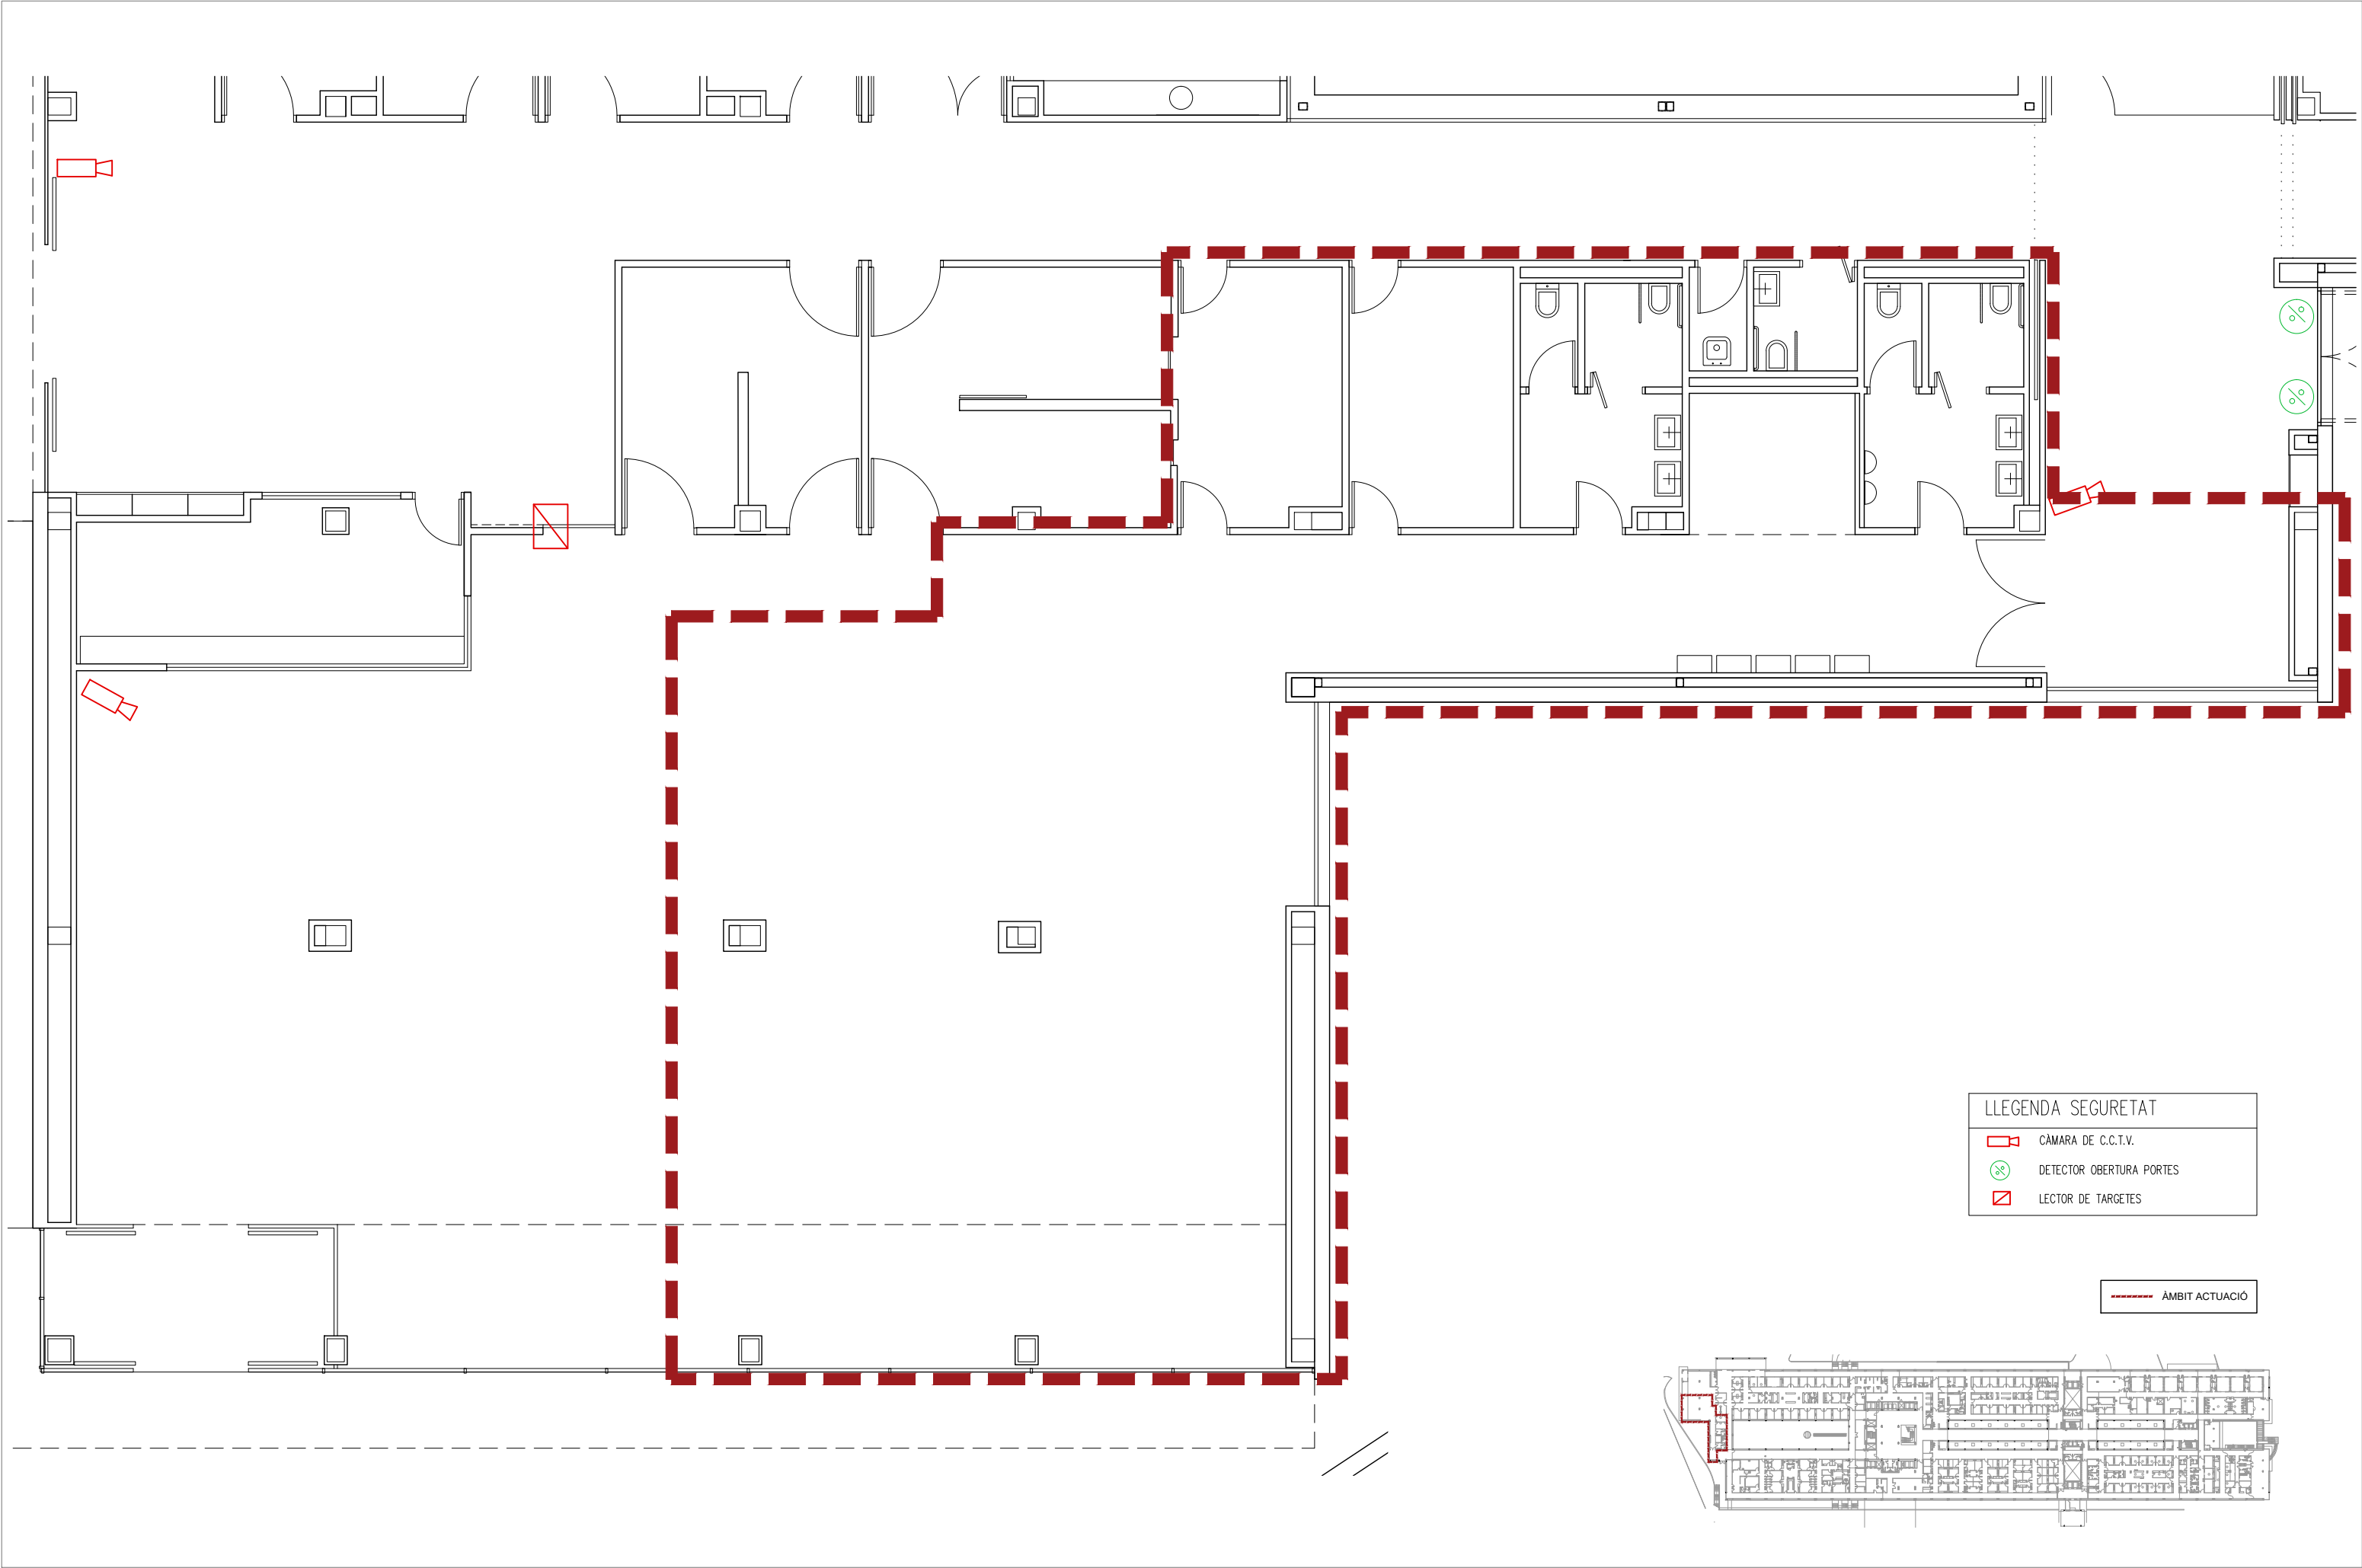 LLEGENDA SEGURETAT
CÀMARA DE C.C.T.V.
DETECTOR OBERTURA PORTES
LECTOR DE TARGETES
ÀMBIT ACTUACIÓ